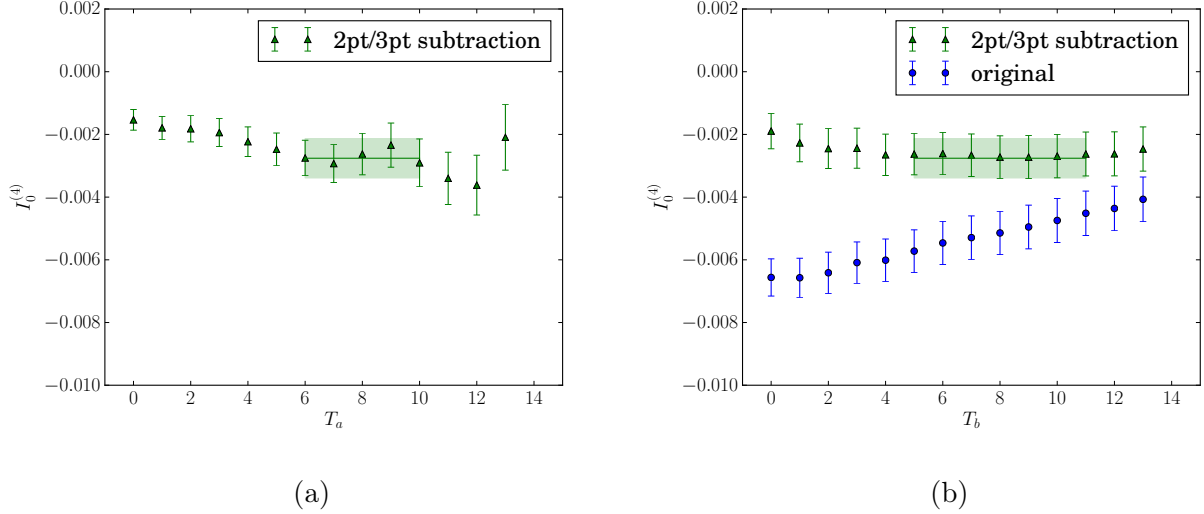 2pt/3pt subtraction
0.002
0.000
−0.002
−0.004
−0.006
−0.008
−0.010
I_0^{(4)}
0 2 4 6 8 10 12 14
T_a
(a)
2pt/3pt subtraction
original
0.002
0.000
−0.002
−0.004
−0.006
−0.008
−0.010
I_0^{(4)}
0 2 4 6 8 10 12 14
T_b
(b)